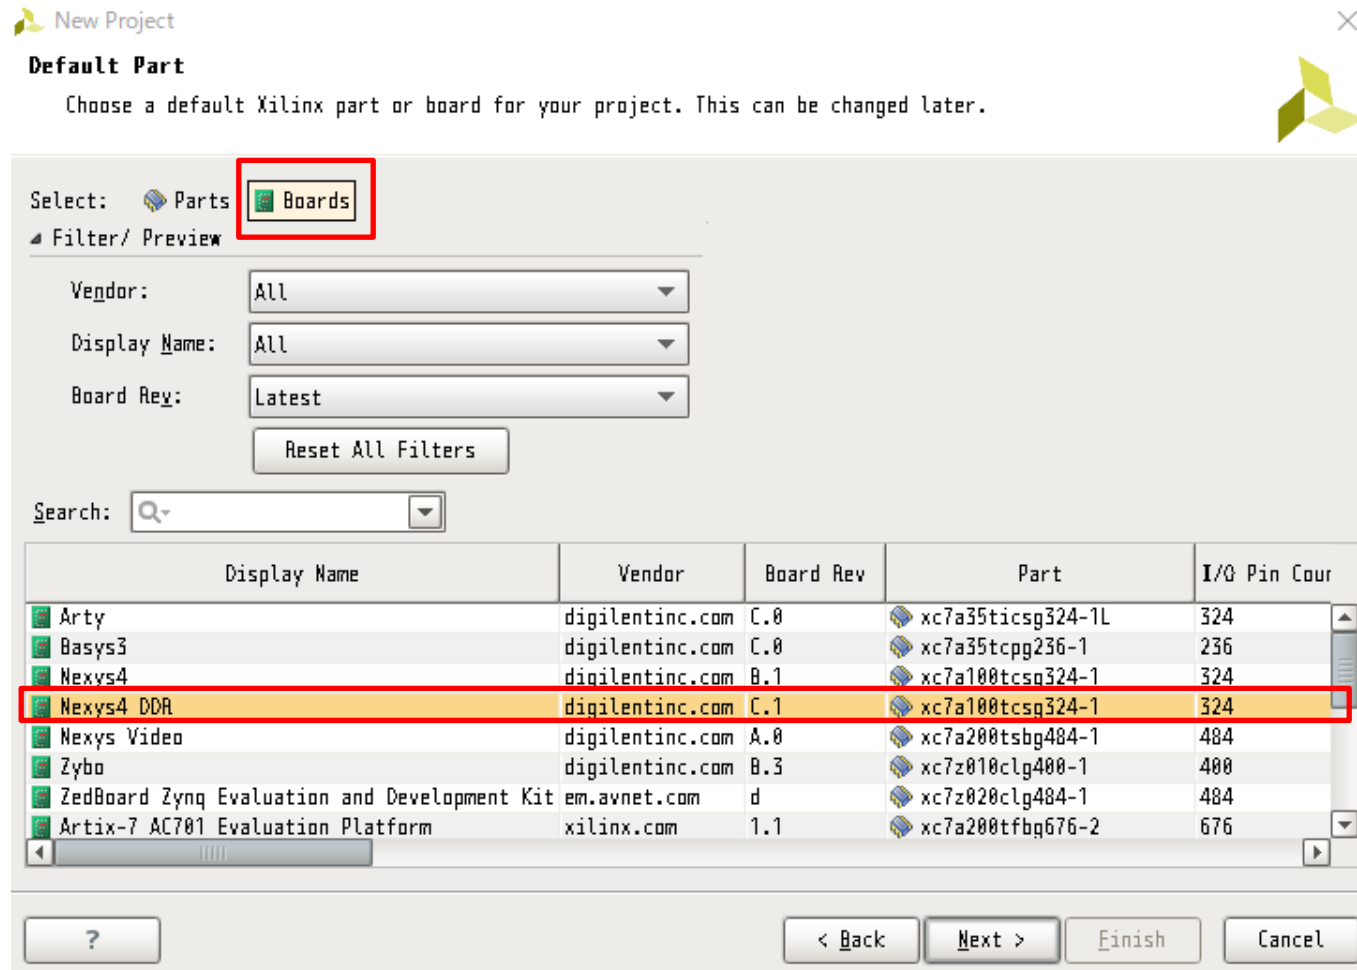 New Project
Default Part
Choose a default Xilinx part or board for your project. This can be changed later.
Select: Parts Boards
Filter/ Preview
Vendor: All
Display Name: All
Board Rev: Latest
Reset All Filters
Search:
Display Name Vendor Board Rev Part I/O Pin Cour
Arty digilentinc.com C.0 xc7a35ticsg324-1L 324
Basys3 digilentinc.com C.0 xc7a35tcpg236-1 236
Nexys4 digilentinc.com B.1 xc7a100tcsg324-1 324
Nexys4 DDR digilentinc.com C.1 xc7a100tcsg324-1 324
Nexys Video digilentinc.com A.0 xc7a200tsbg484-1 484
Zybo digilentinc.com B.3 xc7z010clg400-1 400
ZedBoard Zynq Evaluation and Development Kit em.avnet.com d xc7z020clg484-1 484
Artix-7 AC701 Evaluation Platform xilinx.com 1.1 xc7a200tfbg676-2 676
? < Back Next > Finish Cancel